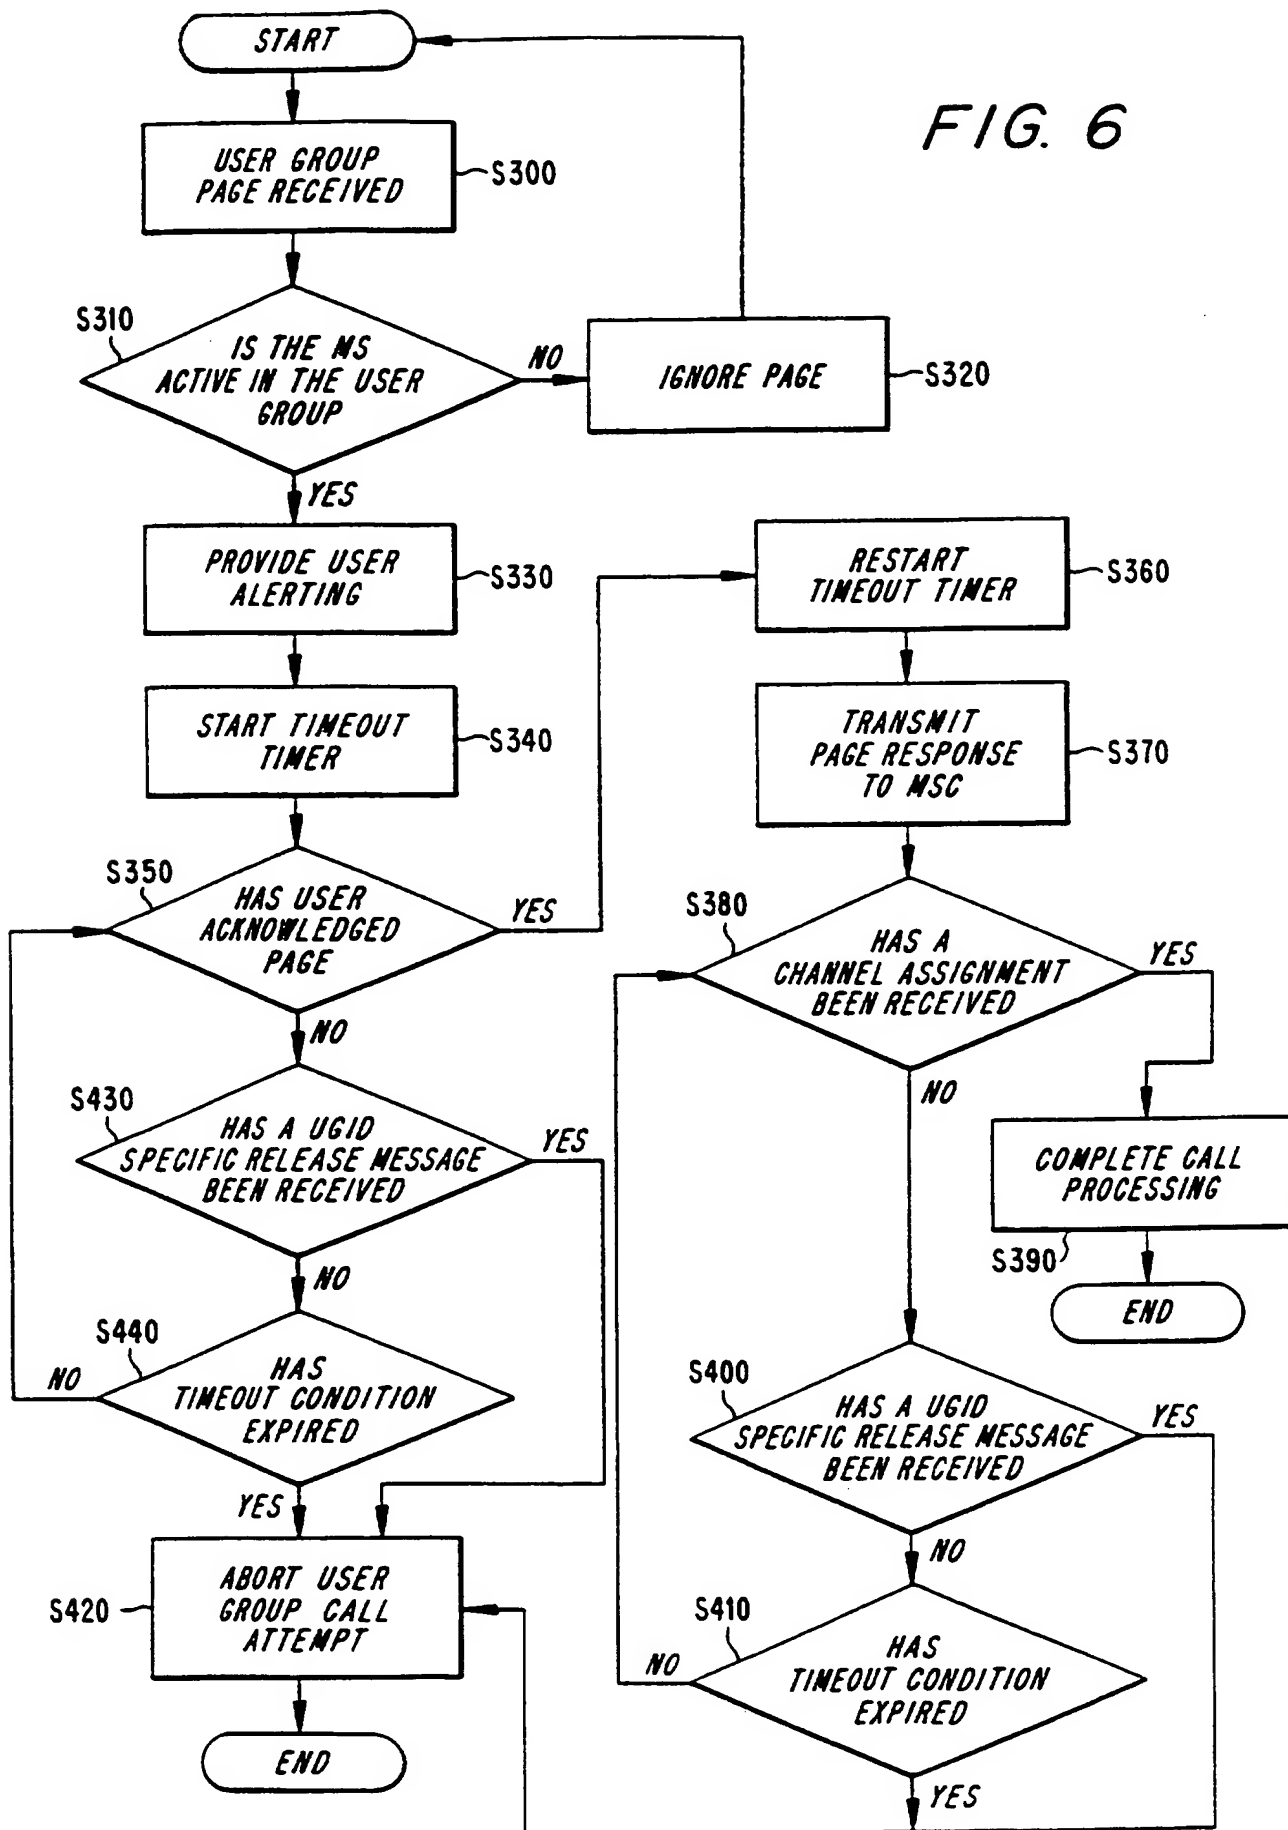 FIG. 6
START
USER GROUP
PAGE RECEIVED
S300
S310
IS THE MS
ACTIVE IN THE USER
GROUP
NO
IGNORE PAGE
S320
YES
PROVIDE USER
ALERTING
S330
START TIMEOUT
TIMER
S340
S350
HAS USER
ACKNOWLEDGED
PAGE
YES
NO
RESTART
TIMEOUT TIMER
S360
TRANSMIT
PAGE RESPONSE
TO MSC
S370
S380
HAS A
CHANNEL ASSIGNMENT
BEEN RECEIVED
YES
NO
COMPLETE CALL
PROCESSING
S390
END
S430
HAS A UGID
SPECIFIC RELEASE MESSAGE
BEEN RECEIVED
YES
NO
S440
HAS
TIMEOUT CONDITION
EXPIRED
NO
YES
S400
HAS A UGID
SPECIFIC RELEASE MESSAGE
BEEN RECEIVED
YES
NO
S410
HAS
TIMEOUT CONDITION
EXPIRED
NO
YES
ABORT USER
GROUP CALL
ATTEMPT
S420
END